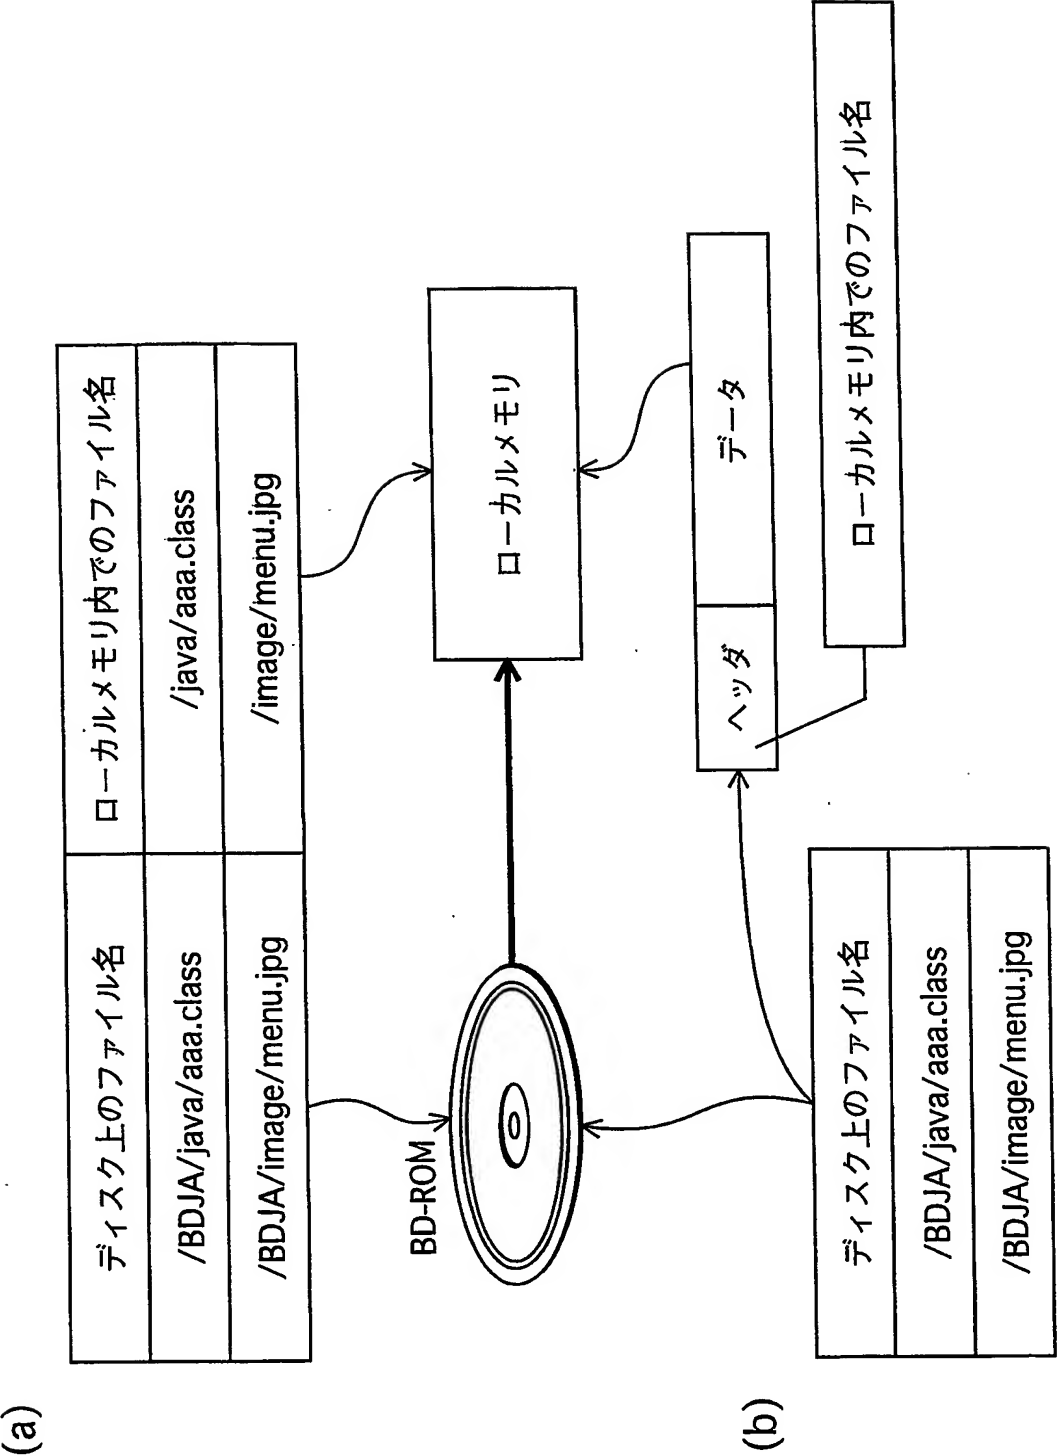 (a)
ディスク上のファイル名
ローカルメモリ内でのファイル名
/BDJA/java/aaa.class
/java/aaa.class
/BDJA/image/menu.jpg
/image/menu.jpg
BD-ROM
ローカルメモリ
ヘッダ
データ
ローカルメモリ内でのファイル名
(b)
ディスク上のファイル名
/BDJA/java/aaa.class
/BDJA/image/menu.jpg